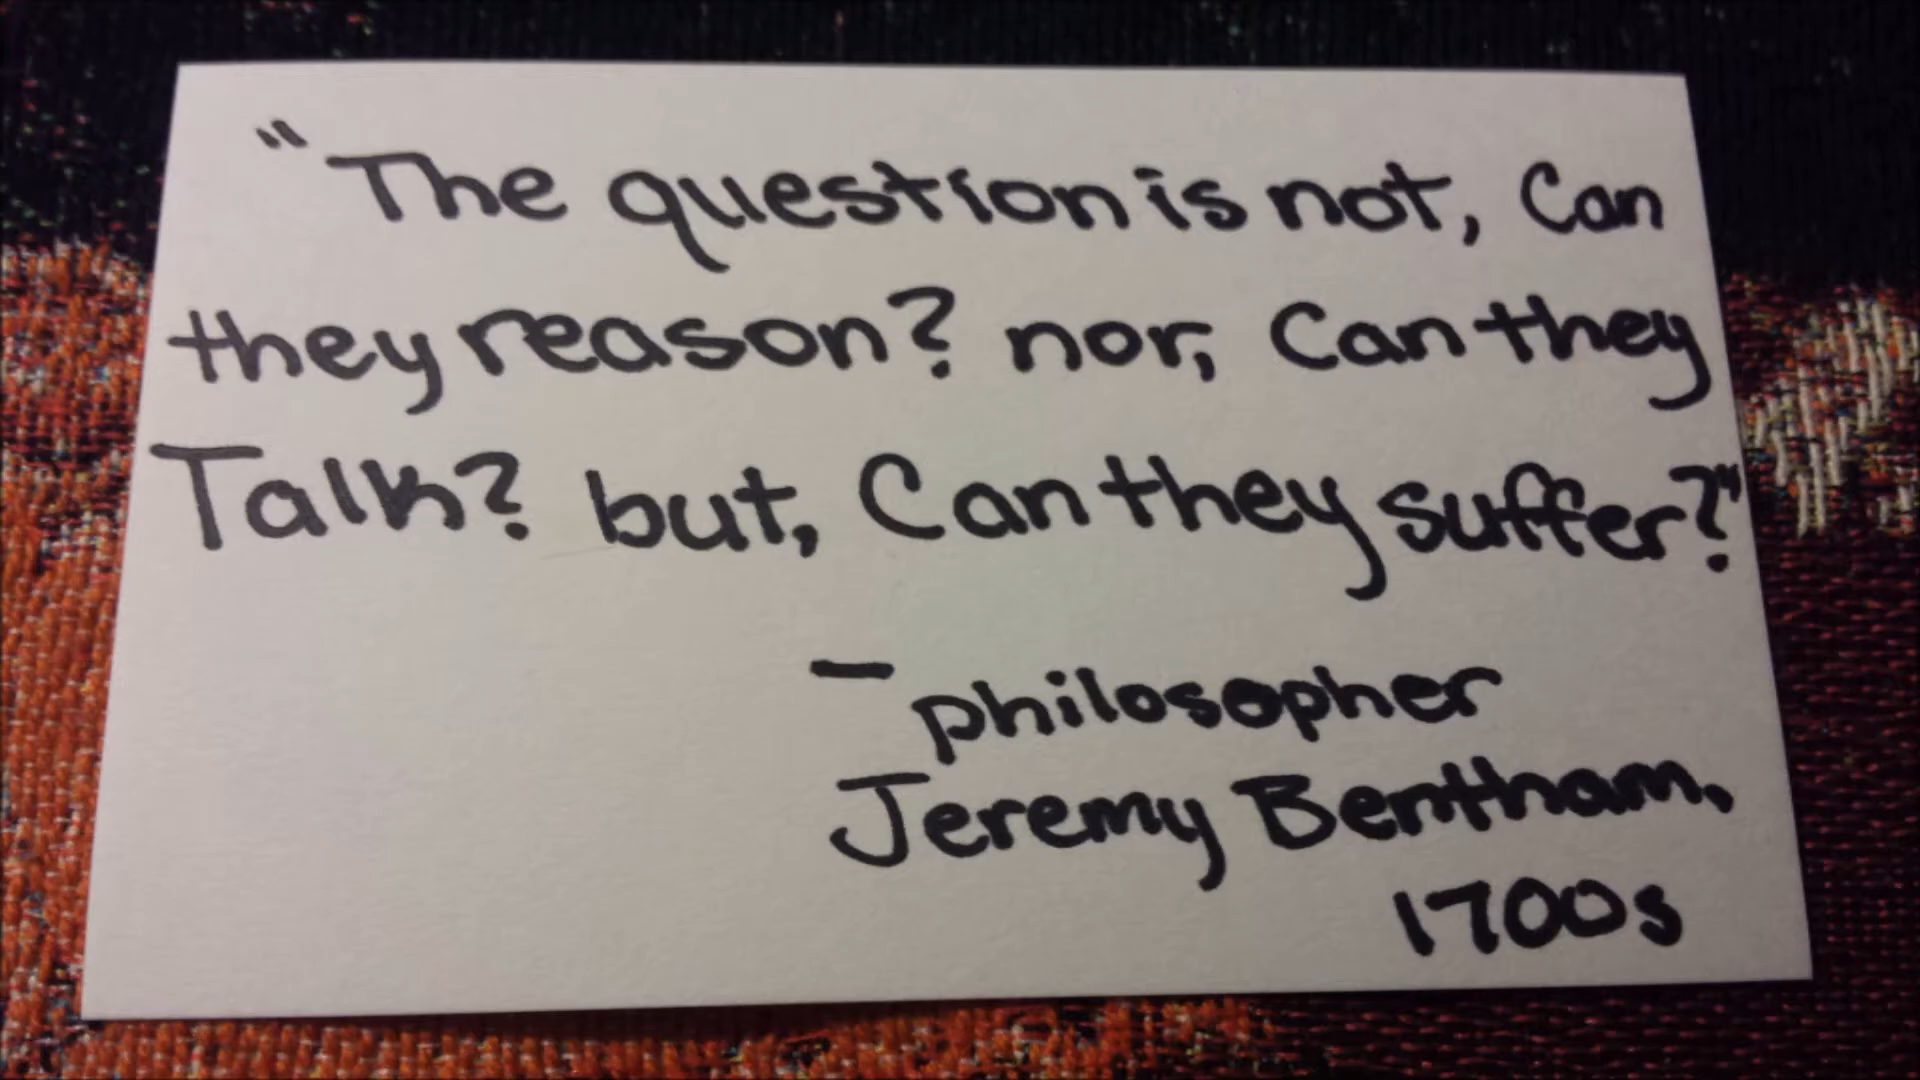 "The question is not, Can
they reason? nor, Can they
Talk? but, Can they suffer?"
- philosopher
Jeremy Bentham,
1700s